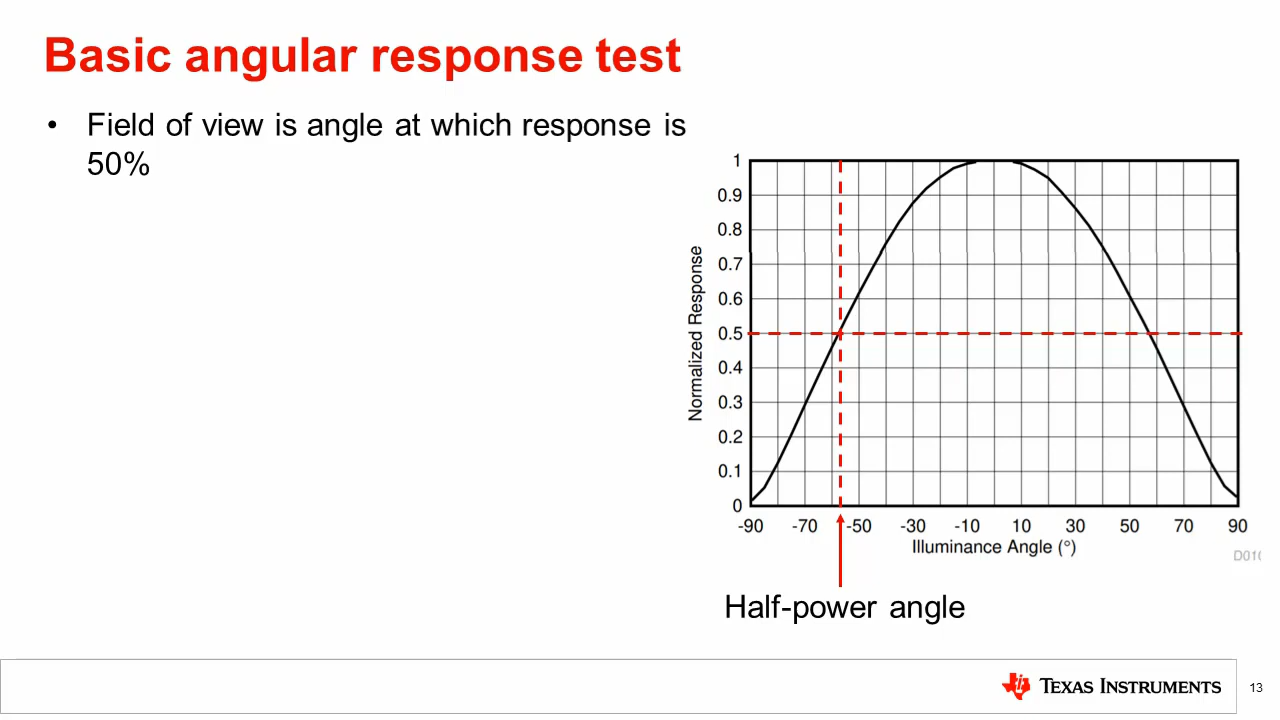 Basic angular response test
• Field of view is angle at which response is
50%
1
0.9
0.8
0.7
0.6
0.5
0.4
0.3
0.2
0.1
0
Normalized Response
-90 -70 -50 -30 -10 10 30 50 70 90
Illuminance Angle (°)
D01
Half-power angle
TEXAS INSTRUMENTS
13